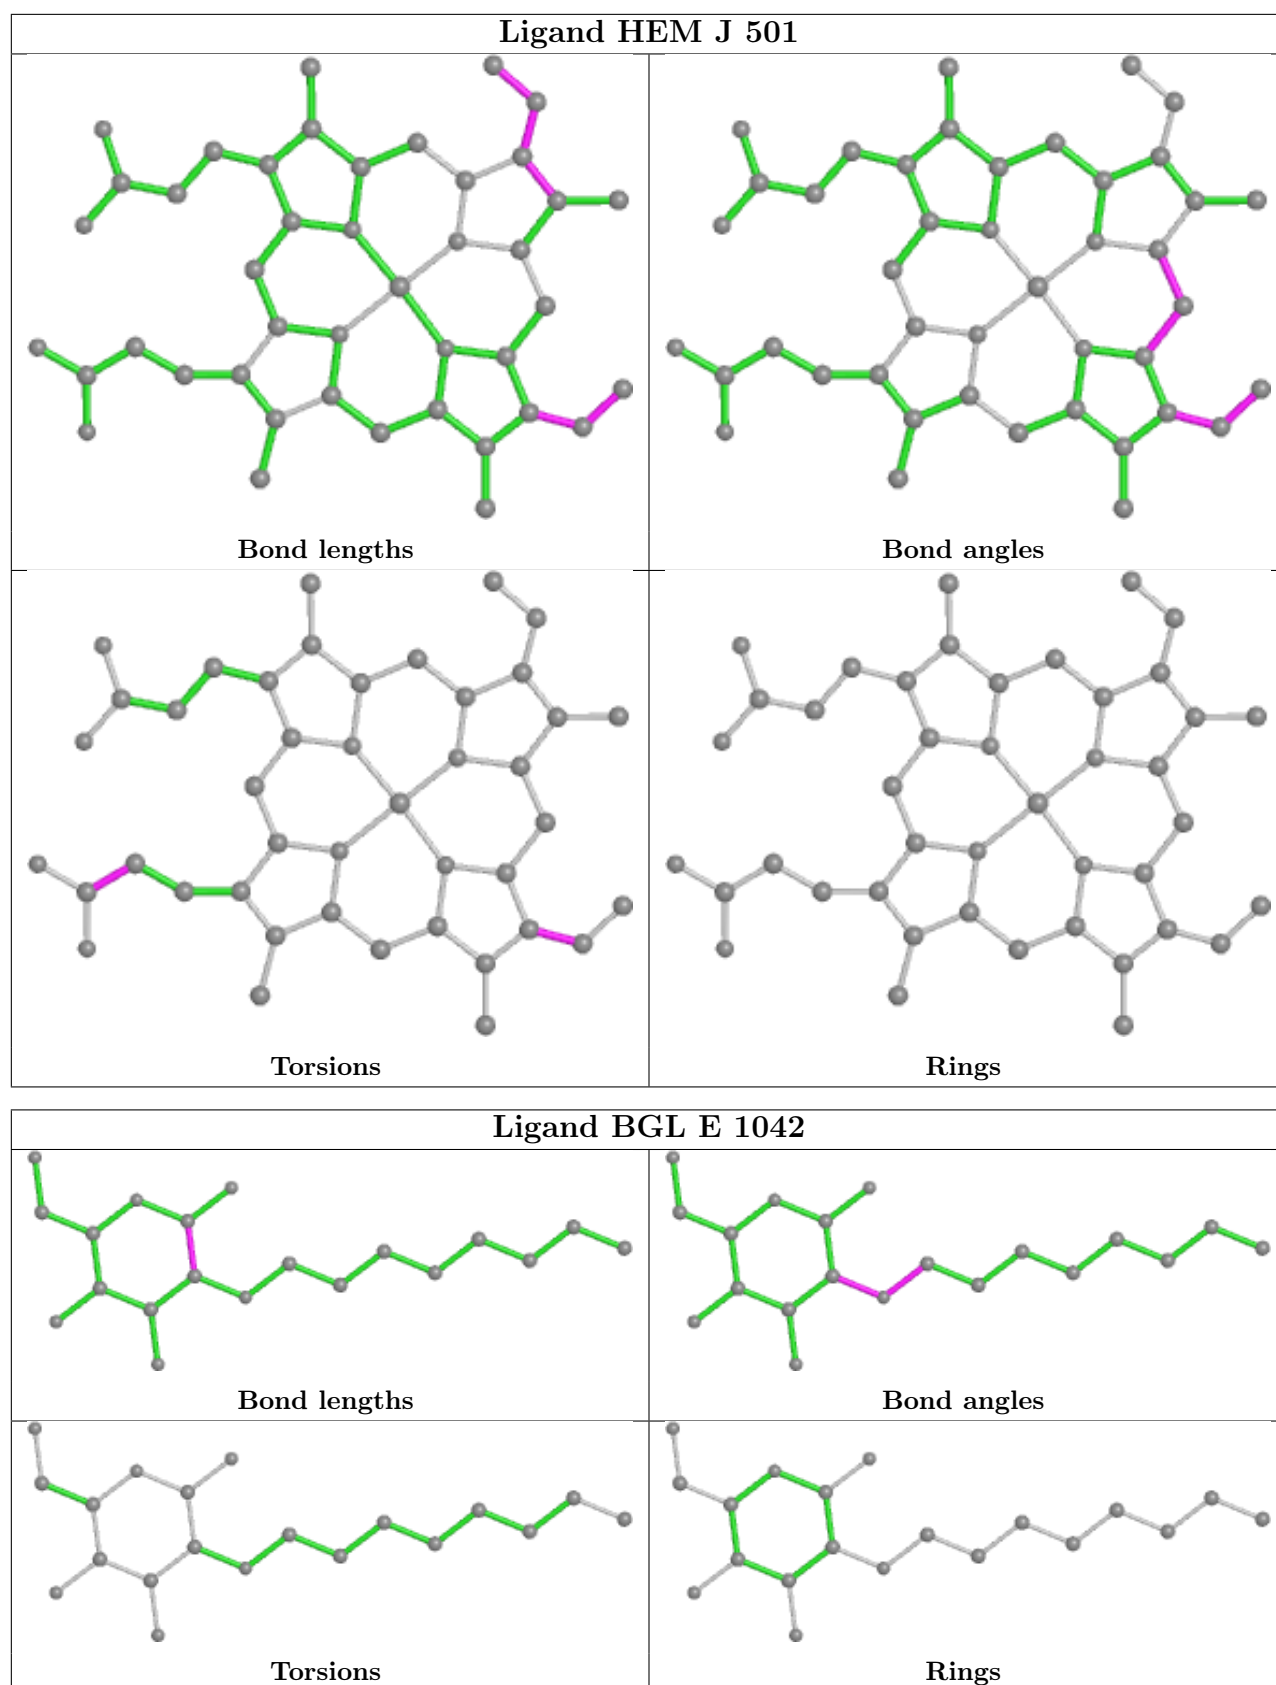 Ligand HEM J 501
Bond lengths
Bond angles
Torsions
Rings
Ligand BGL E 1042
Bond lengths
Bond angles
Torsions
Rings